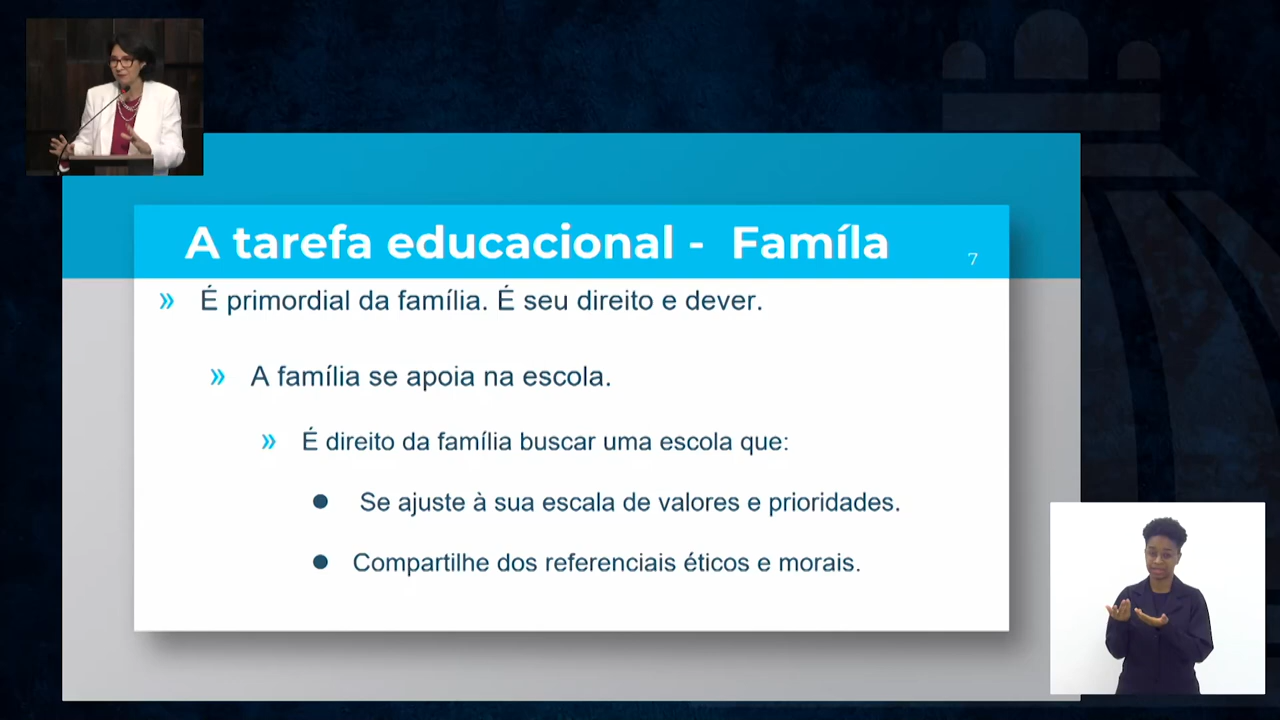 A tarefa educacional - Famíla
7
» É primordial da família. É seu direito e dever.
» A família se apoia na escola.
» É direito da família buscar uma escola que:
● Se ajuste à sua escala de valores e prioridades.
● Compartilhe dos referenciais éticos e morais.